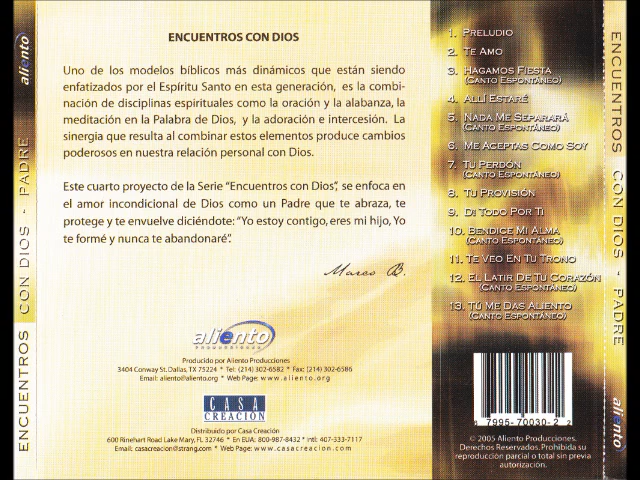 aliento
ENCUENTROS CON DIOS - PADRE
ENCUENTROS CON DIOS
Uno de los modelos bíblicos más dinámicos que están siendo
enfatizados por el Espíritu Santo en esta generación, es la combi-
nación de disciplinas espirituales como la oración y la alabanza, la
meditación en la Palabra de Dios, y la adoración e intercesión. La
sinergia que resulta al combinar estos elementos produce cambios
poderosos en nuestra relación personal con Dios.
Este cuarto proyecto de la Serie "Encuentros con Dios", se enfoca en
el amor incondicional de Dios como un Padre que te abraza, te
protege y te envuelve diciéndote: "Yo estoy contigo, eres mi hijo, Yo
te formé y nunca te abandonaré".
Marco B.
aliento
PRODUCCIONES
Producido por Aliento Producciones
3404 Conway St. Dallas, TX 75224 * Tel: (214) 302-6582 * Fax: (214) 302-6586
Email: aliento@aliento.org * Web Page: www.aliento.org
CASA
CREACIÓN
Distribuido por Casa Creación
600 Rinehart Road Lake Mary, FL 32746 * En EUA: 800-987-8432 * Intl: 407-333-7117
Email: casacreacion@strang.com * Web Page: www.casacreacion.com
1. PRELUDIO
2. TE AMO
3. HAGAMOS FIESTA
(CANTO ESPONTÁNEO)
4. ALLÍ ESTARÉ
5. NADA ME SEPARARÁ
(CANTO ESPONTÁNEO)
6. ME ACEPTAS COMO SOY
7. TU PERDÓN
(CANTO ESPONTÁNEO)
8. TU PROVISIÓN
9. DI TODO POR TI
10. BENDICE MI ALMA
(CANTO ESPONTÁNEO)
11. TE VEO EN TU TRONO
12. EL LATIR DE TU CORAZÓN
(CANTO ESPONTÁNEO)
13. TÚ ME DAS ALIENTO
(CANTO ESPONTÁNEO)
7995-70030-2 2
© 2005 Aliento Producciones.
Derechos Reservados. Prohibida su
reproducción parcial o total sin previa
autorización.
ENCUENTROS CON DIOS - PADRE
aliento